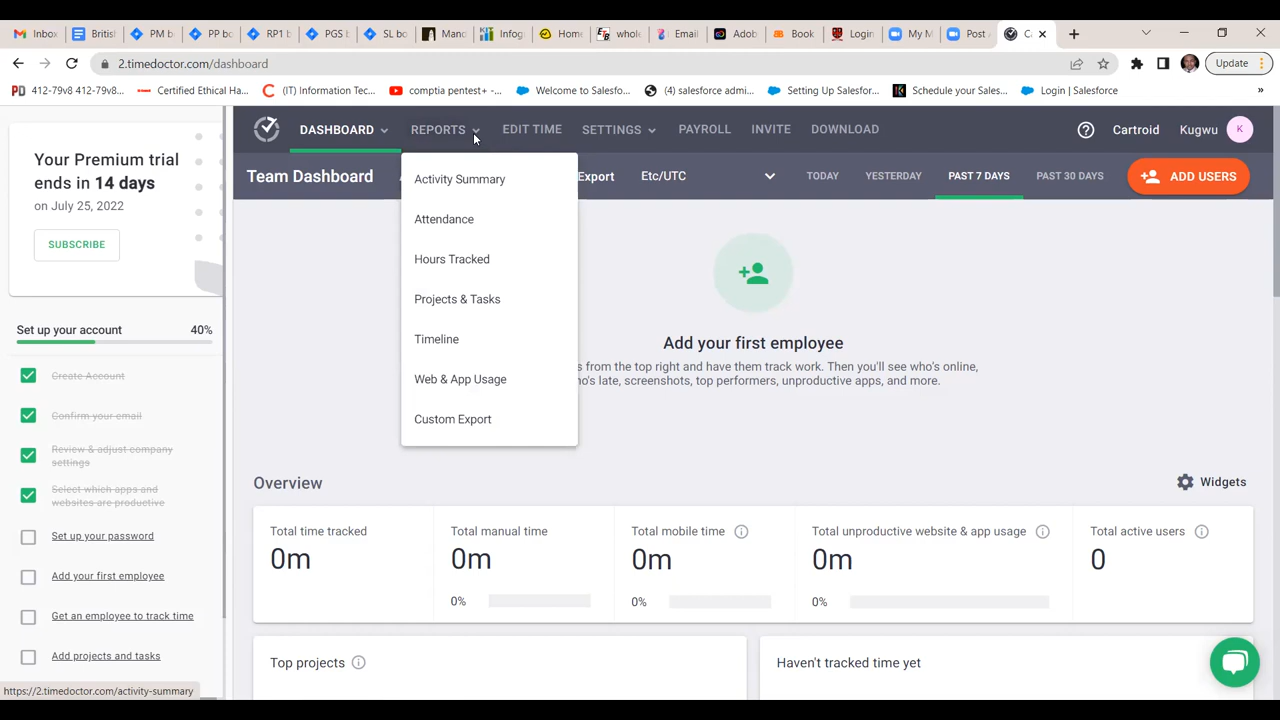 Inbox
British
PM b
PP bo
RP1 b
PGS b
SL bo
Mano
Infog
Home
whole
Email
Adob
Book
Login
My M
Post A
Ca
2.timedoctor.com/dashboard
Update
412-79v8 412-79v8...
Certified Ethical Ha...
(IT) Information Tec...
comptia pentest+ -...
Welcome to Salesfo...
(4) salesforce admi...
Setting Up Salesfor...
Schedule your Sales...
Login | Salesforce
»
Your Premium trial
ends in 14 days
on July 25, 2022
SUBSCRIBE
Set up your account 40%
Create Account
Confirm your email
Review & adjust company
settings
Select which apps and
websites are productive
Set up your password
Add your first employee
Get an employee to track time
Add projects and tasks
https://2.timedoctor.com/activity-summary
DASHBOARD REPORTS EDIT TIME SETTINGS PAYROLL INVITE DOWNLOAD Cartroid Kugwu K
Team Dashboard Export Etc/UTC TODAY YESTERDAY PAST 7 DAYS PAST 30 DAYS ADD USERS
Activity Summary
Attendance
Hours Tracked
Projects & Tasks
Timeline
Web & App Usage
Custom Export
Add your first employee
from the top right and have them track work. Then you'll see who's online,
who's late, screenshots, top performers, unproductive apps, and more.
Overview Widgets
Total time tracked
0m
Total manual time
0m
0%
Total mobile time
0m
0%
Total unproductive website & app usage
0m
0%
Total active users
0
Top projects
Haven't tracked time yet